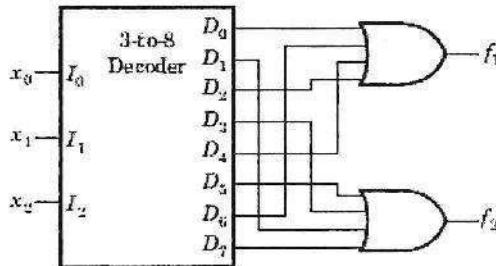 3-to-8
Decoder
x₀ I₀
x₁ I₁
x₂ I₂
D₀
D₁
D₂
D₃
D₄
D₅
D₆
D₇
f₁
f₂